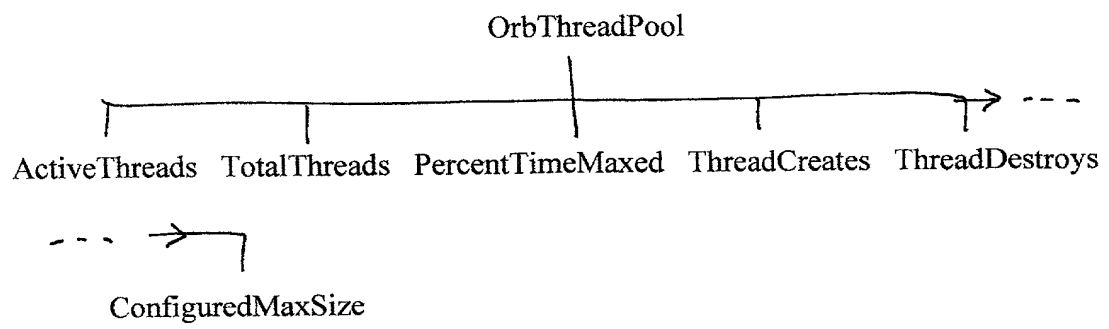 OrbThreadPool
ActiveThreads TotalThreads PercentTimeMaxed ThreadCreates ThreadDestroys
ConfiguredMaxSize